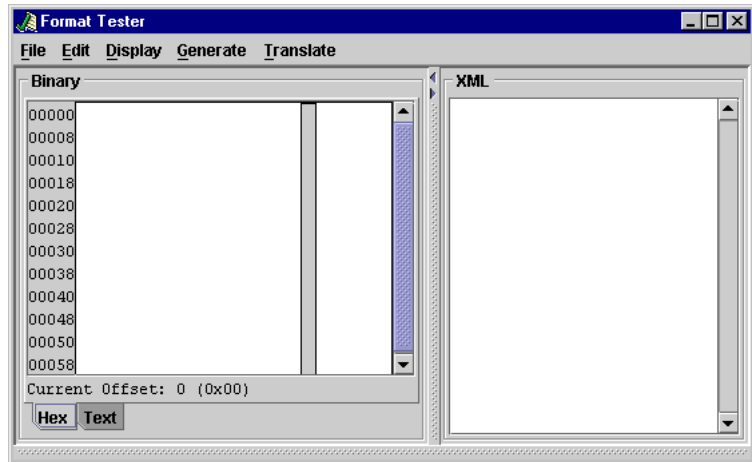 Format Tester
File Edit Display Generate Translate
Binary
00000
00008
00010
00018
00020
00028
00030
00038
00040
00048
00050
00058
Current Offset: 0 (0x00)
Hex Text
XML